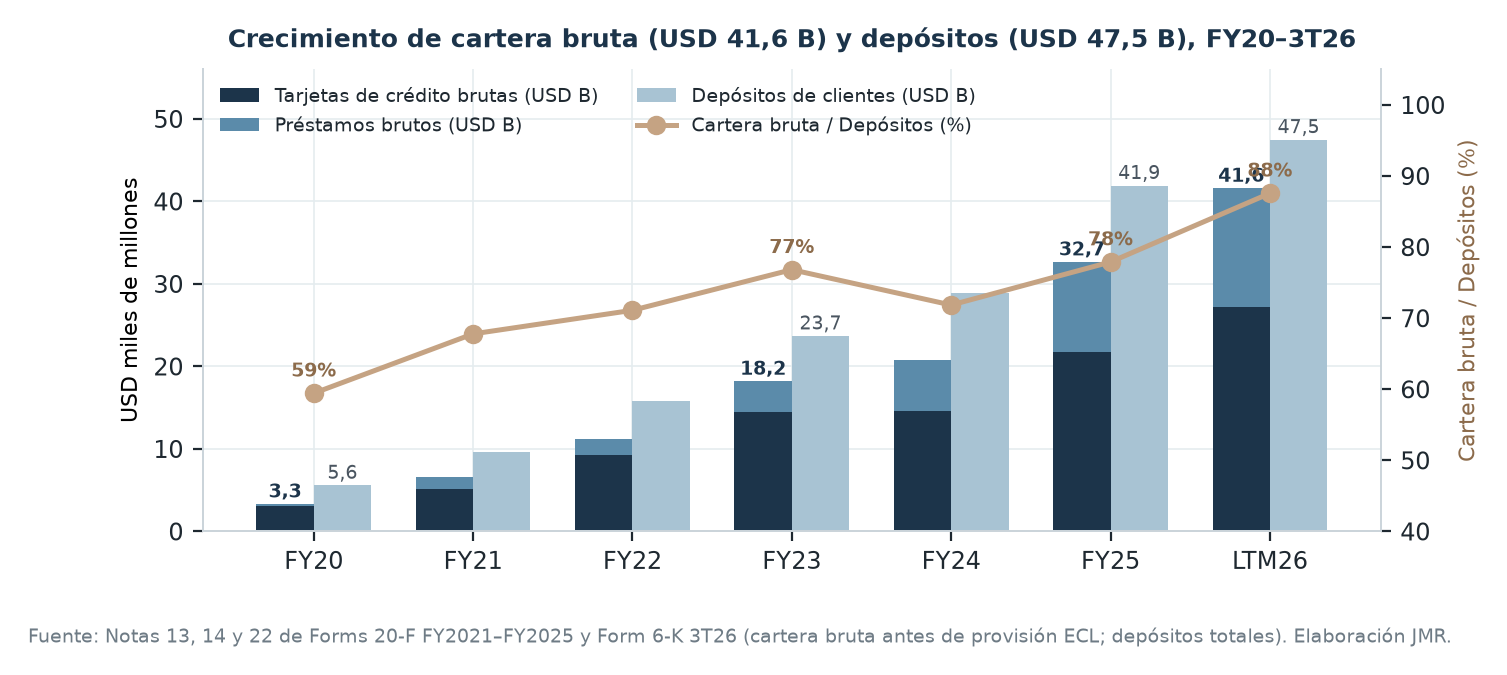 Crecimiento de cartera bruta (USD 41,6 B) y depósitos (USD 47,5 B), FY20–3T26
Tarjetas de crédito brutas (USD B)
Préstamos brutos (USD B)
Depósitos de clientes (USD B)
Cartera bruta / Depósitos (%)
USD miles de millones
50
40
30
20
10
0
100
90
80
70
60
50
40
Cartera bruta / Depósitos (%)
59%
77%
78%
88%
3,3
5,6
18,2
23,7
32,7
41,9
41,6
47,5
FY20
FY21
FY22
FY23
FY24
FY25
LTM26
Fuente: Notas 13, 14 y 22 de Forms 20-F FY2021–FY2025 y Form 6-K 3T26 (cartera bruta antes de provisión ECL; depósitos totales). Elaboración JMR.